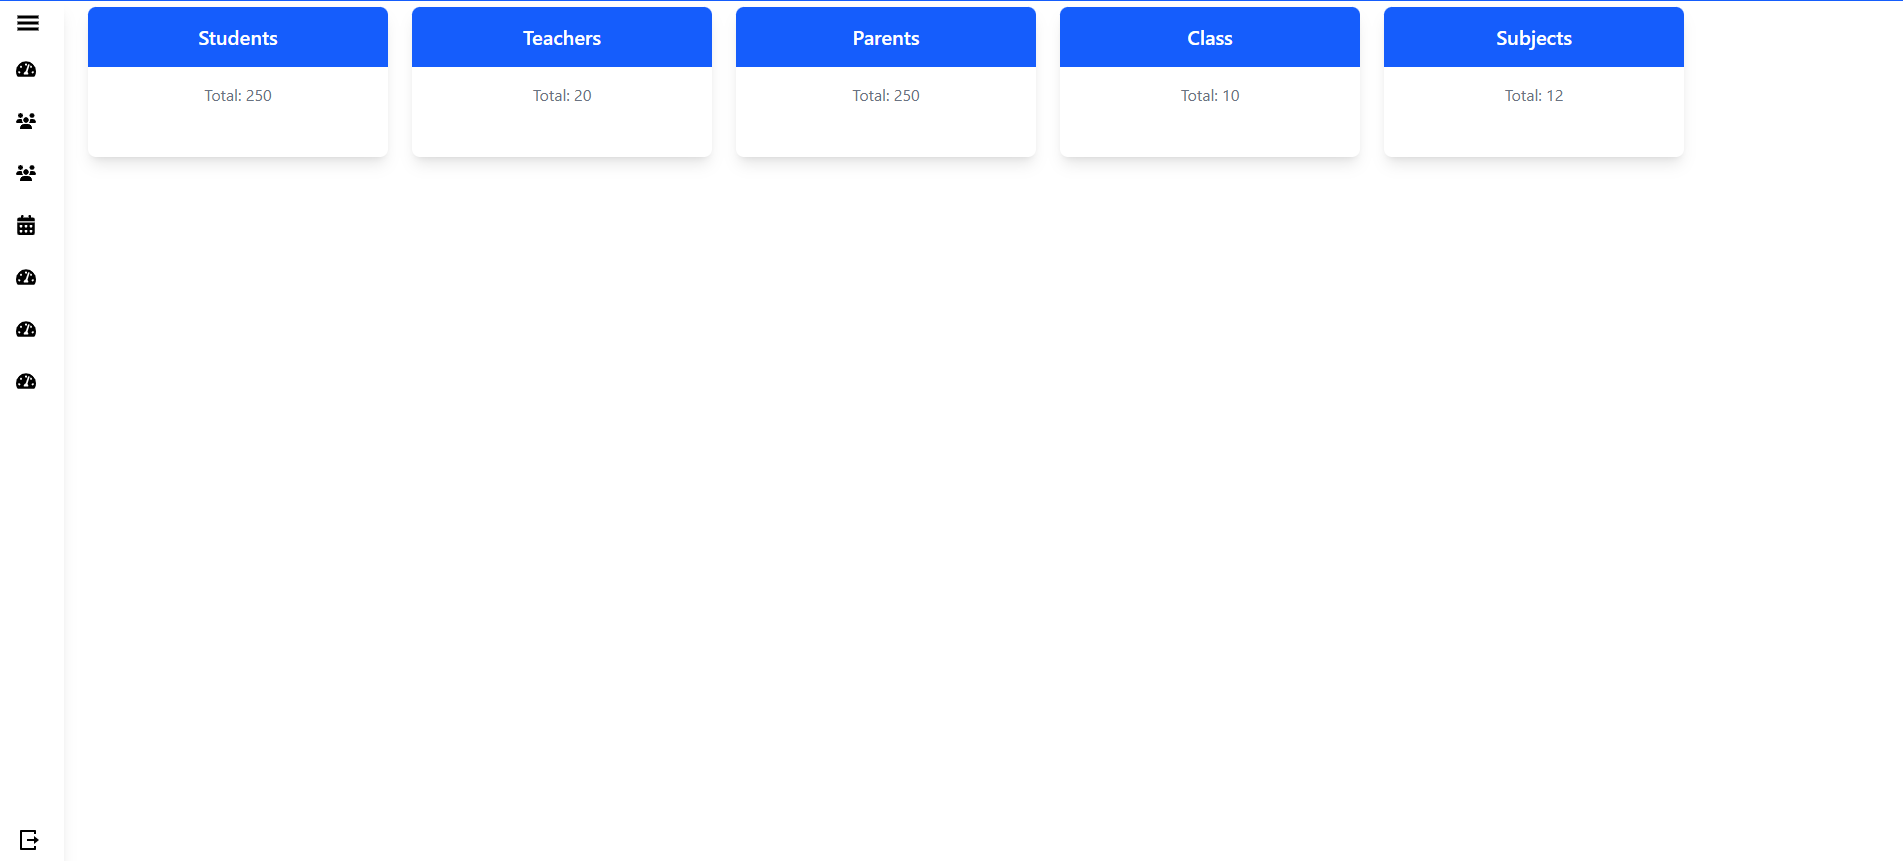 Students
Teachers
Parents
Class
Subjects
Total: 250
Total: 20
Total: 250
Total: 10
Total: 12